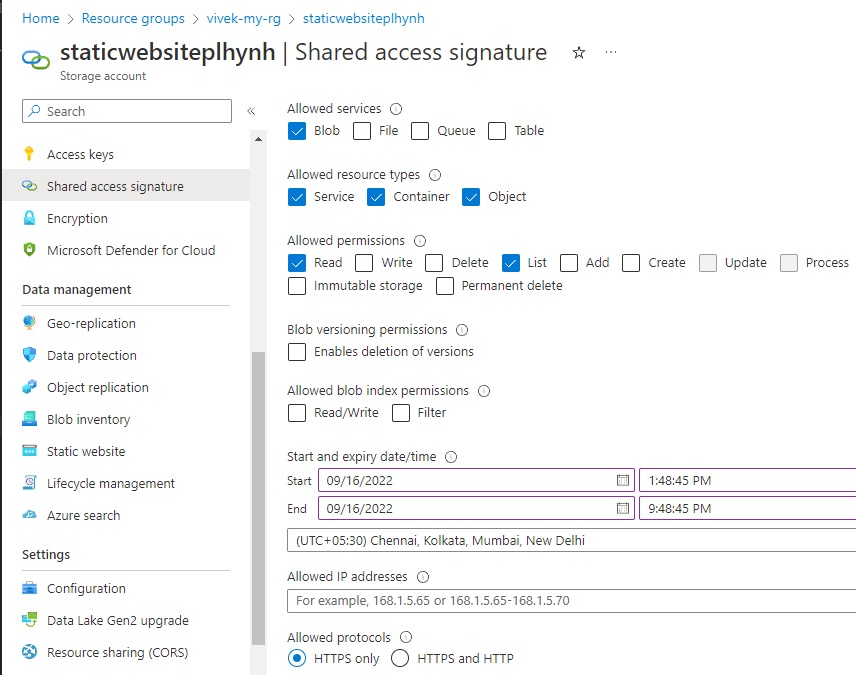 Home > Resource groups > vivek-my-rg > staticwebsiteplhynh
staticwebsiteplhynh | Shared access signature
Storage account
Search
Access keys
Shared access signature
Encryption
Microsoft Defender for Cloud
Data management
Geo-replication
Data protection
Object replication
Blob inventory
Static website
Lifecycle management
Azure search
Settings
Configuration
Data Lake Gen2 upgrade
Resource sharing (CORS)
Allowed services
Blob File Queue Table
Allowed resource types
Service Container Object
Allowed permissions
Read Write Delete List Add Create Update Process
Immutable storage Permanent delete
Blob versioning permissions
Enables deletion of versions
Allowed blob index permissions
Read/Write Filter
Start and expiry date/time
Start 09/16/2022 1:48:45 PM
End 09/16/2022 9:48:45 PM
(UTC+05:30) Chennai, Kolkata, Mumbai, New Delhi
Allowed IP addresses
For example, 168.1.5.65 or 168.1.5.65-168.1.5.70
Allowed protocols
HTTPS only HTTPS and HTTP